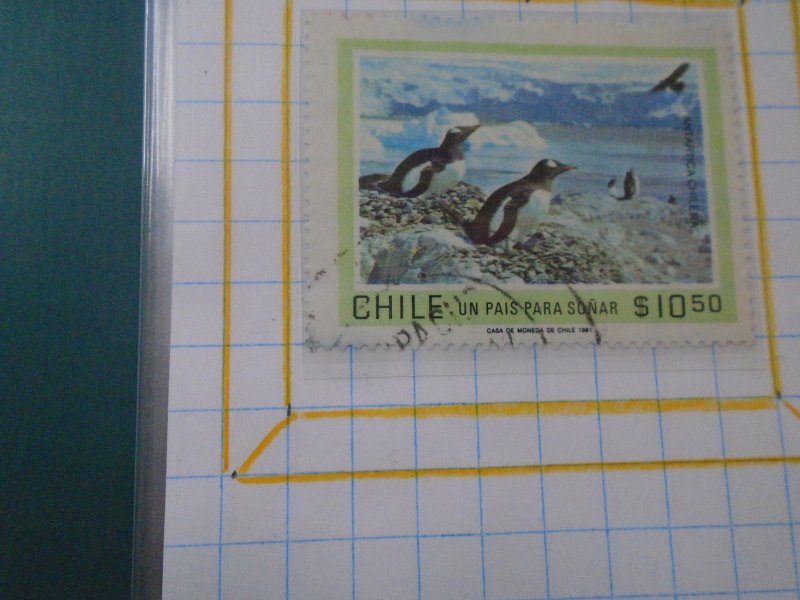 ANTARTICA CHILENA
CHILE UN PAIS PARA SOÑAR $10 50
CASA DE MONEDA DE CHILE 1981